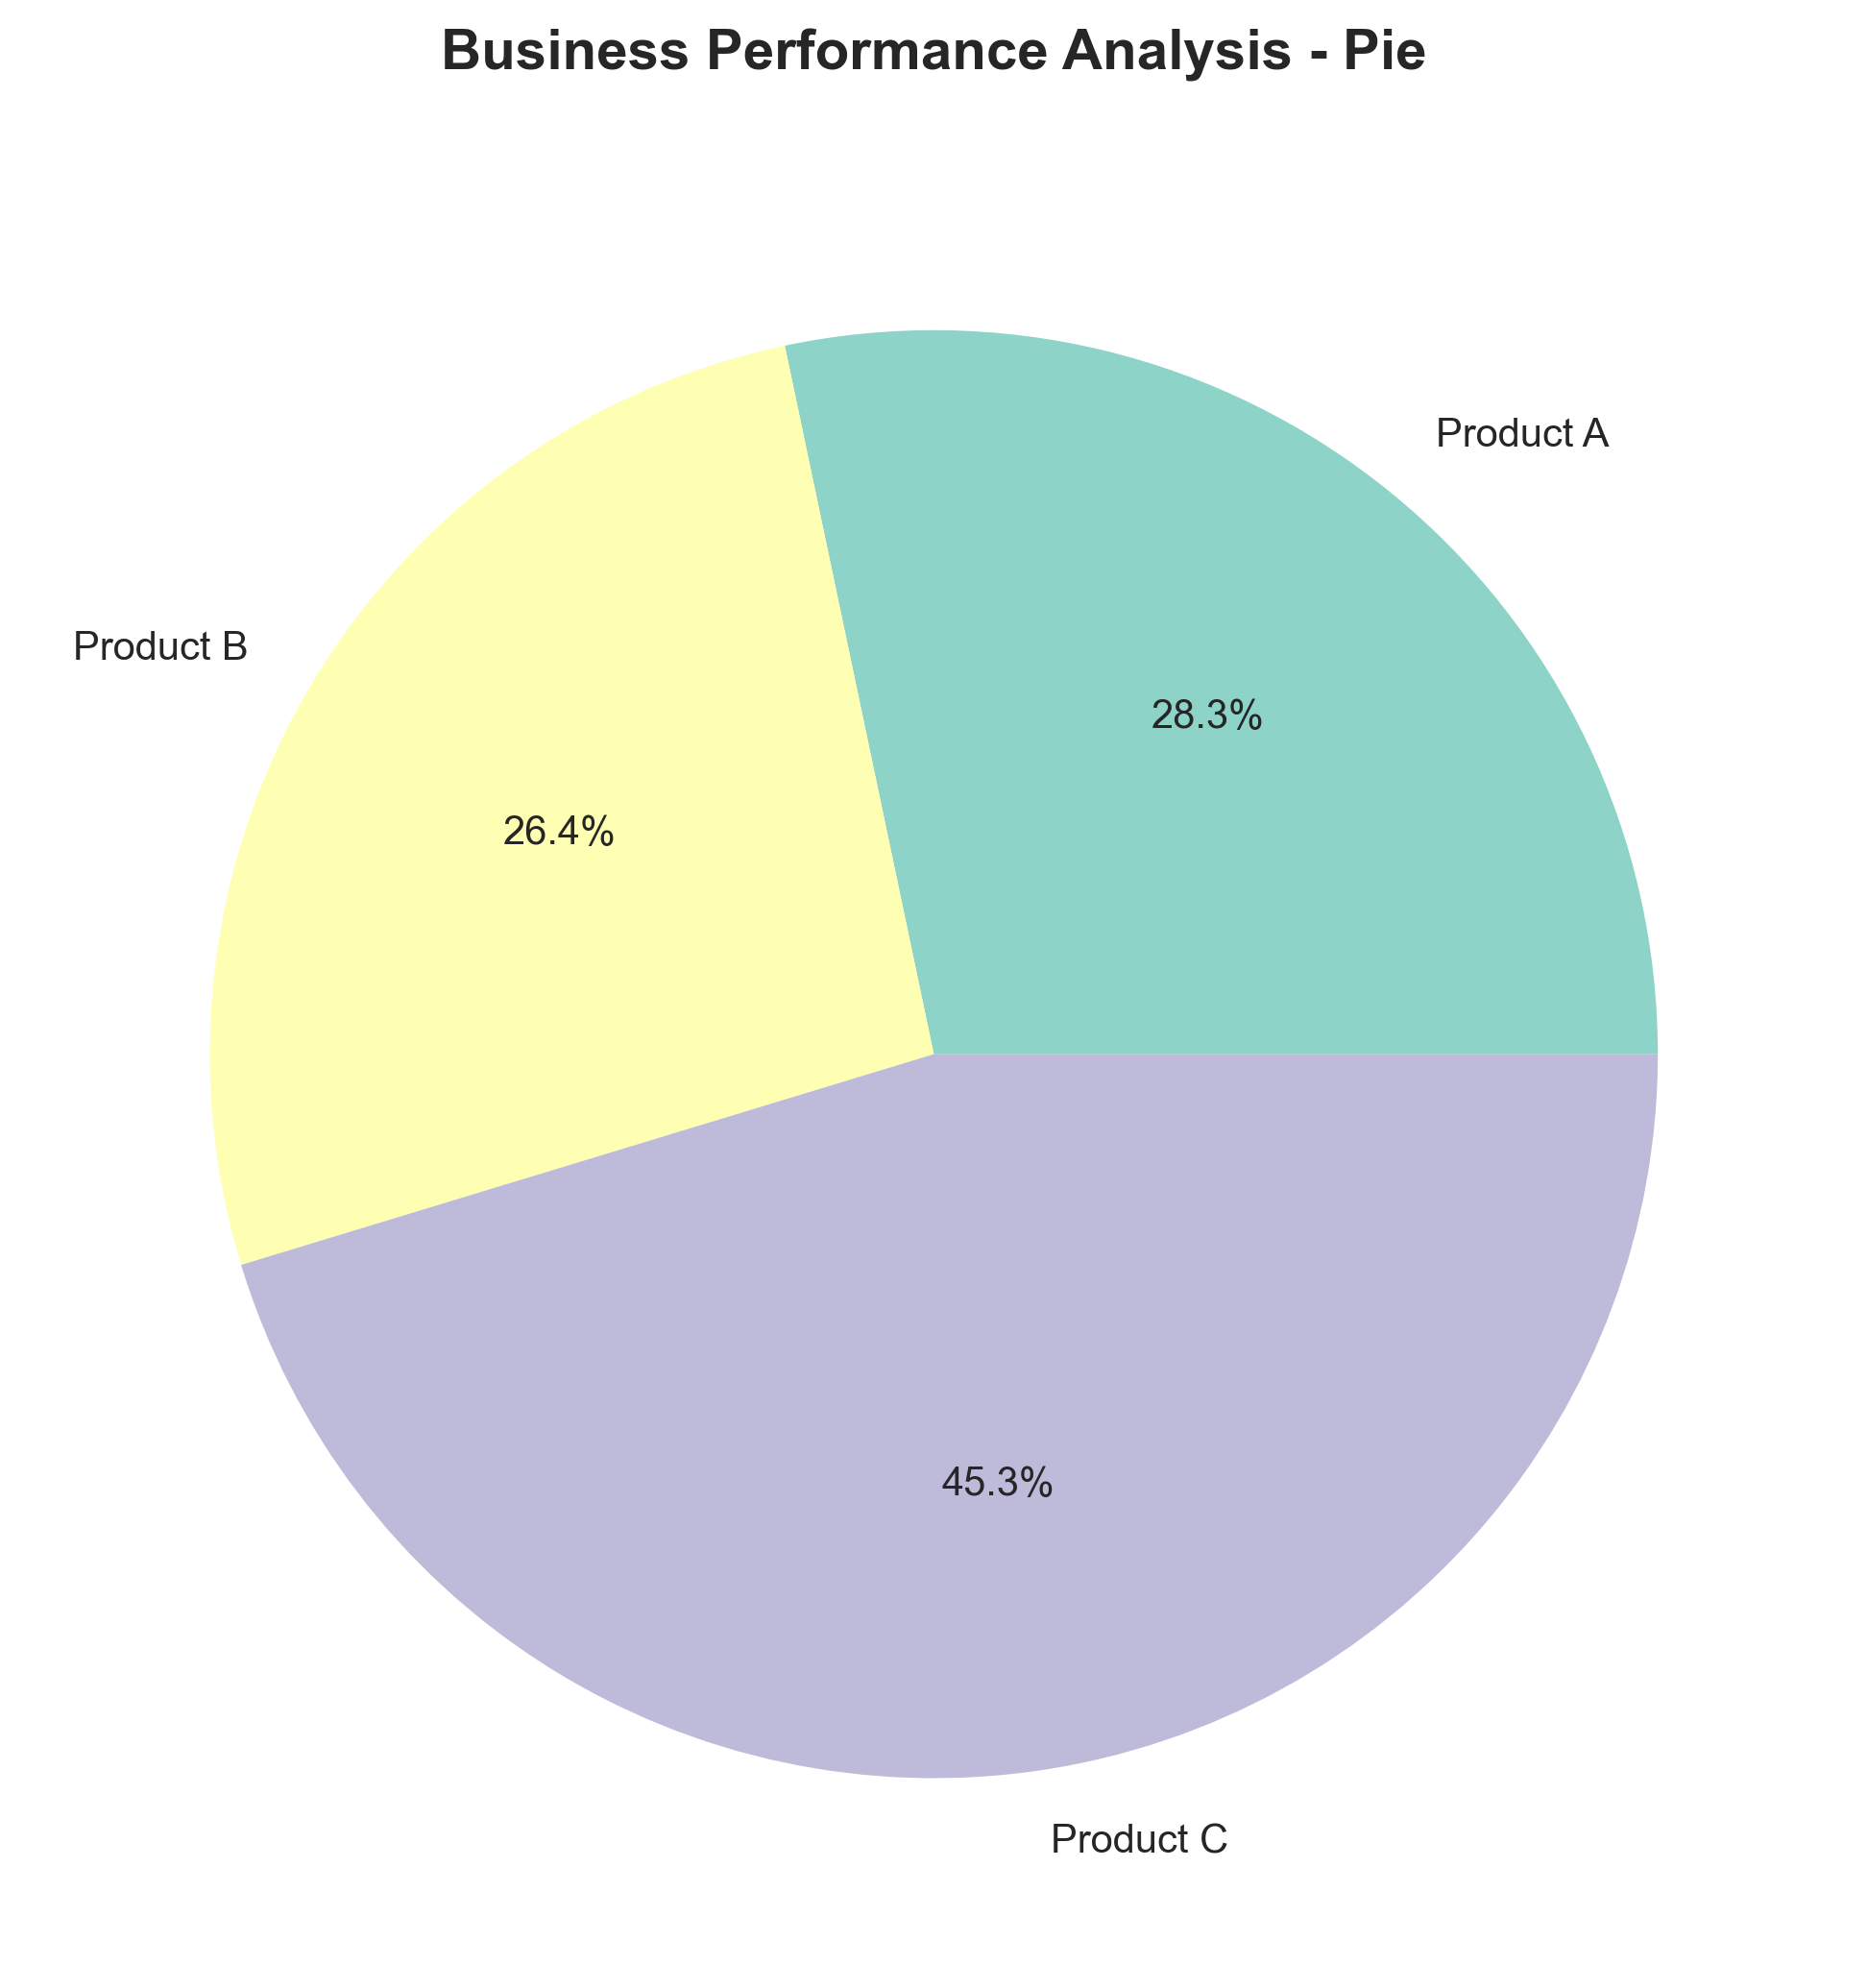 Business Performance Analysis - Pie
Product A
28.3%
Product B
26.4%
45.3%
Product C